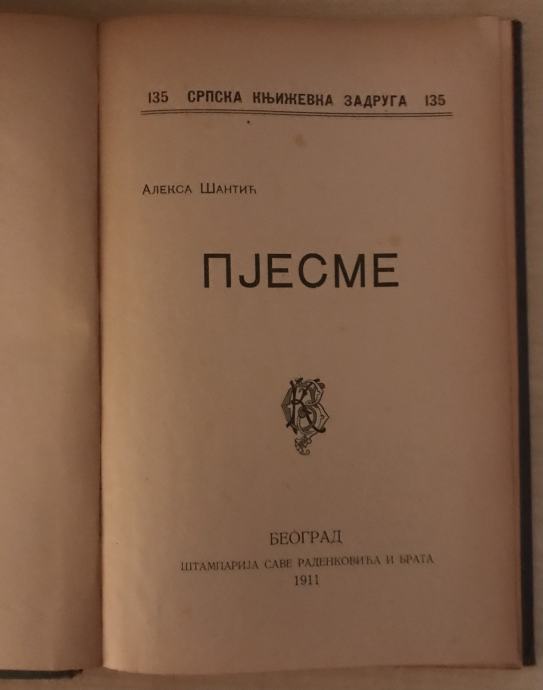 135 СРПСКА КЊИЖЕВНА ЗАДРУГА 135
Алекса Шантић
ПЈЕСМЕ
БЕОГРАД
ШТАМПАРИЈА САВЕ РАДЕНКОВИЋА И БРАТА
1911